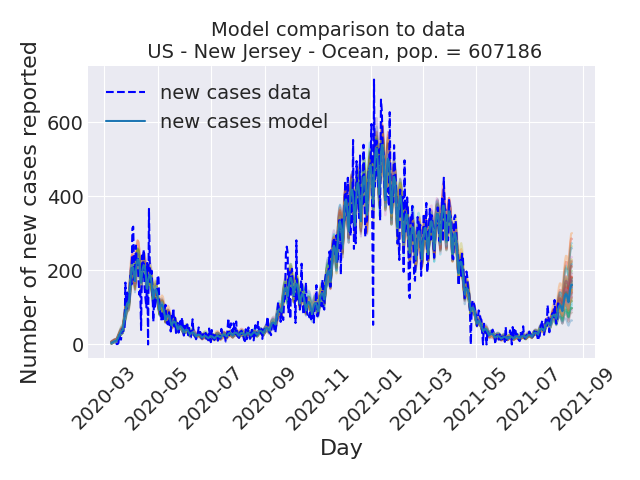 Model comparison to data
US - New Jersey - Ocean, pop. = 607186
new cases data
new cases model
Number of new cases reported
600
400
200
0
2020-03
2020-05
2020-07
2020-09
2020-11
2021-01
2021-03
2021-05
2021-07
2021-09
Day